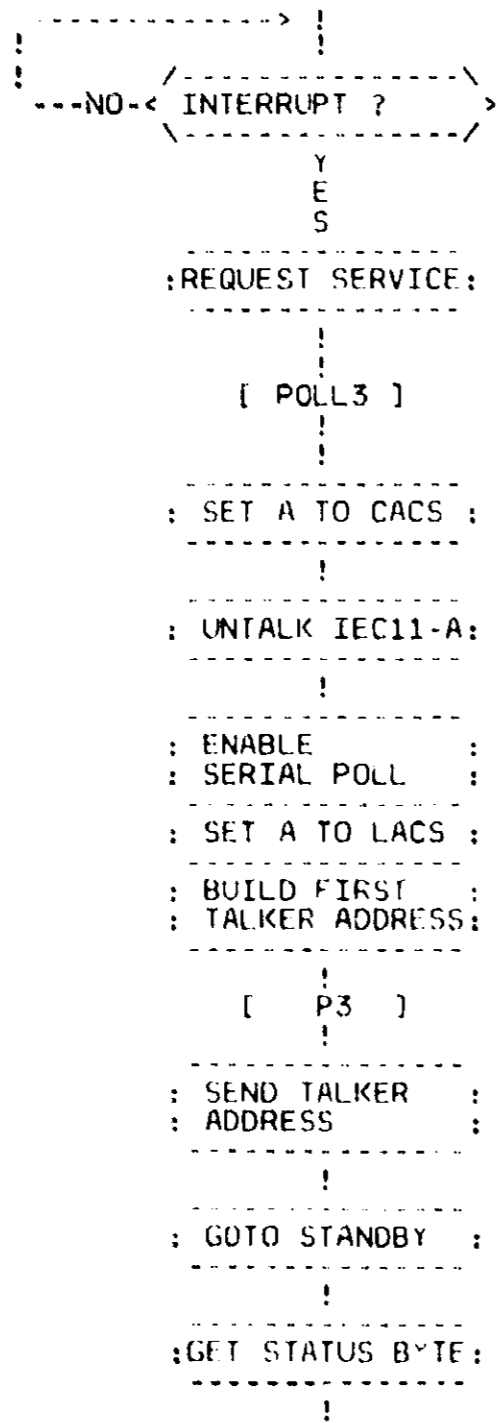 ---NO-< INTERRUPT ? >
Y
E
S
:REQUEST SERVICE:
[ POLL3 ]
: SET A TO CACS :
: UNTALK IEC11-A:
: ENABLE :
: SERIAL POLL :
: SET A TO LACS :
: BUILD FIRST :
: TALKER ADDRESS:
[ P3 ]
: SEND TALKER :
: ADDRESS :
: GOTO STANDBY :
:GET STATUS BYTE: